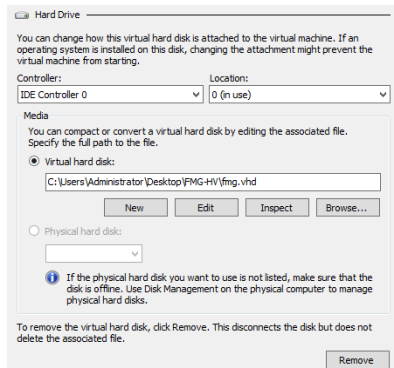 Hard Drive
You can change how this virtual hard disk is attached to the virtual machine. If an
operating system is installed on this disk, changing the attachment might prevent the
virtual machine from starting.
Controller: Location:
IDE Controller 0 0 (in use)
Media
You can compact or convert a virtual hard disk by editing the associated file.
Specify the full path to the file.
Virtual hard disk:
C:\Users\Administrator\Desktop\FMG-HV\fmg.vhd
New Edit Inspect Browse...
Physical hard disk:
If the physical hard disk you want to use is not listed, make sure that the
disk is offline. Use Disk Management on the physical computer to manage
physical hard disks.
To remove the virtual hard disk, click Remove. This disconnects the disk but does not
delete the associated file.
Remove